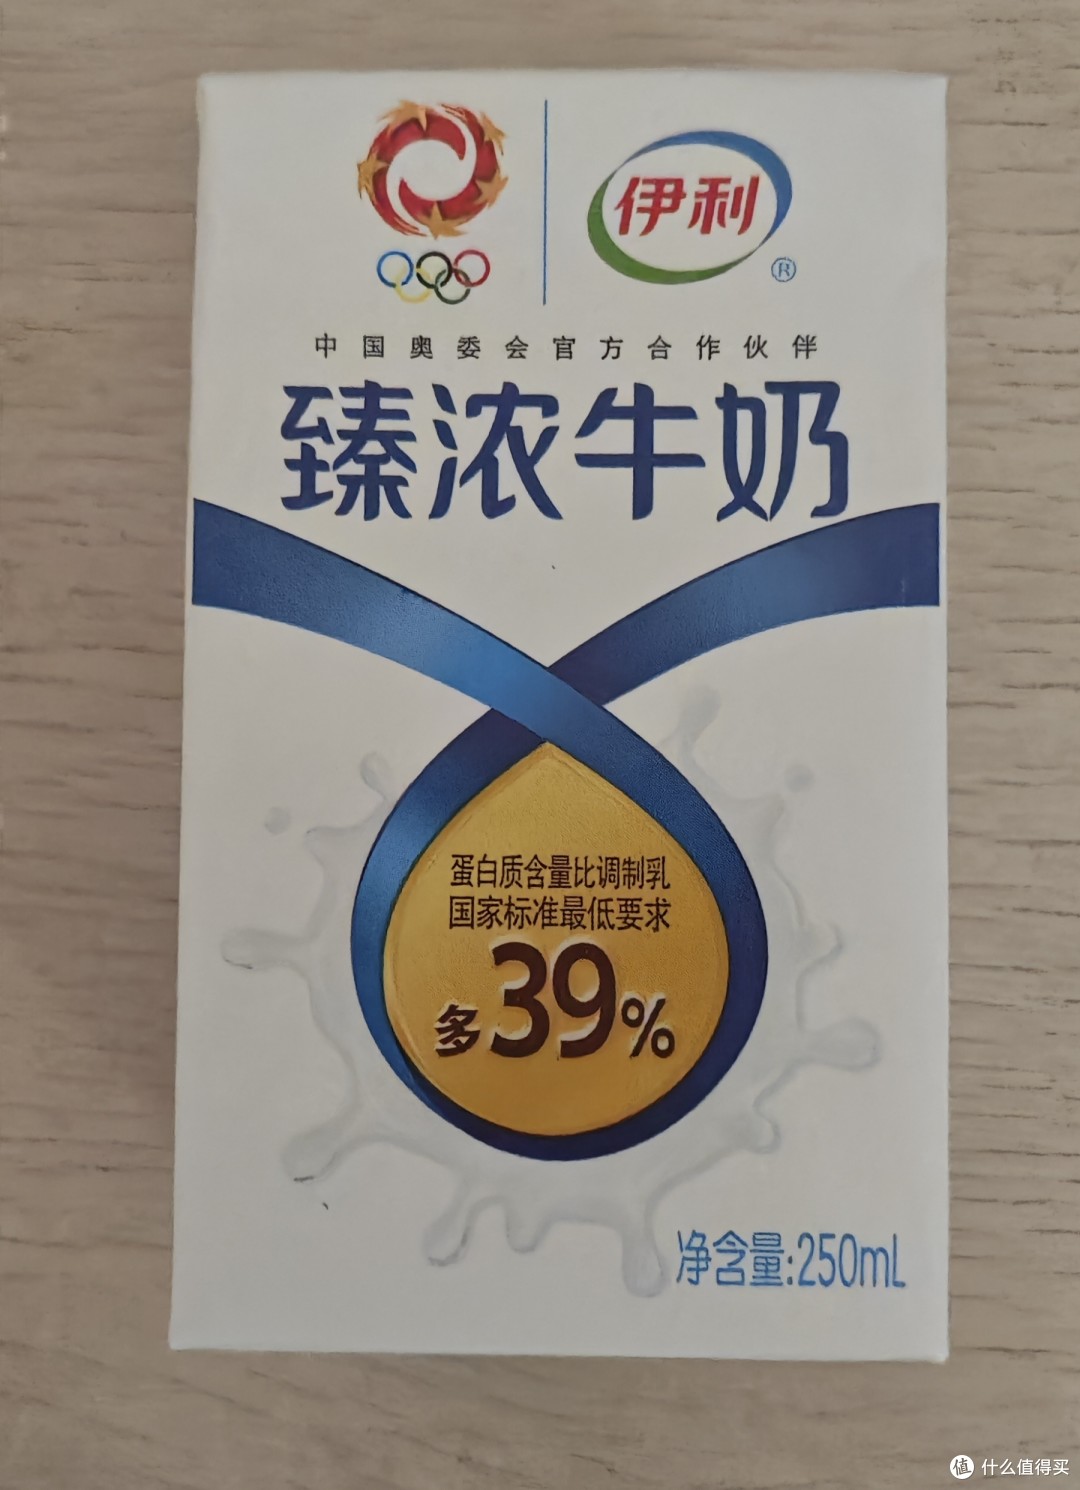 伊利
®
中国奥委会官方合作伙伴
臻浓牛奶
蛋白质含量比调制乳
国家标准最低要求
多39%
净含量:250mL
值 什么值得买